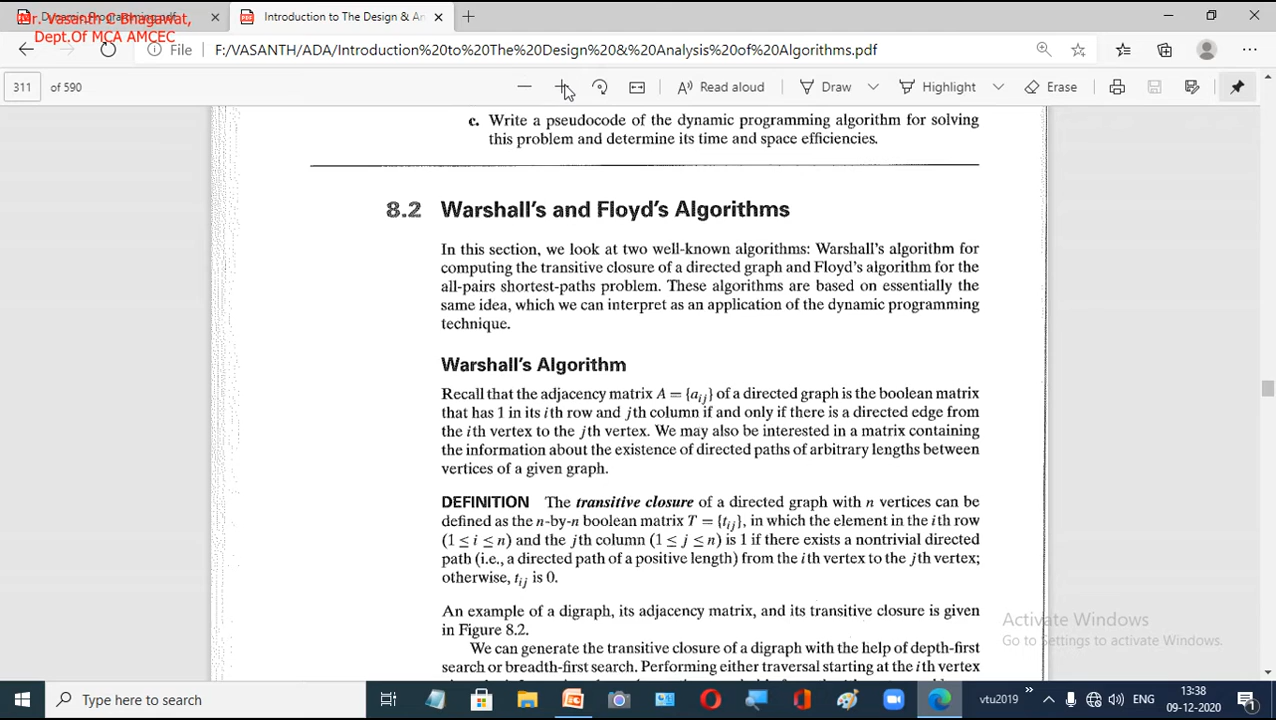 Dynamic Programming.pdf
Introduction to The Design & An
Dr. Vasanth C Bhagawat,
Dept.Of MCA AMCEC
File
F:/VASANTH/ADA/Introduction%20to%20The%20Design%20&%20Analysis%20of%20Algorithms.pdf
311 of 590
Read aloud
Draw
Highlight
Erase
c. Write a pseudocode of the dynamic programming algorithm for solving
this problem and determine its time and space efficiencies.
8.2 Warshall's and Floyd's Algorithms
In this section, we look at two well-known algorithms: Warshall's algorithm for
computing the transitive closure of a directed graph and Floyd's algorithm for the
all-pairs shortest-paths problem. These algorithms are based on essentially the
same idea, which we can interpret as an application of the dynamic programming
technique.
Warshall's Algorithm
Recall that the adjacency matrix A = {aij} of a directed graph is the boolean matrix
that has 1 in its ith row and jth column if and only if there is a directed edge from
the ith vertex to the jth vertex. We may also be interested in a matrix containing
the information about the existence of directed paths of arbitrary lengths between
vertices of a given graph.
DEFINITION The transitive closure of a directed graph with n vertices can be
defined as the n-by-n boolean matrix T = {tij}, in which the element in the ith row
(1 ≤ i ≤ n) and the jth column (1 ≤ j ≤ n) is 1 if there exists a nontrivial directed
path (i.e., a directed path of a positive length) from the ith vertex to the jth vertex;
otherwise, tij is 0.
An example of a digraph, its adjacency matrix, and its transitive closure is given
in Figure 8.2.
We can generate the transitive closure of a digraph with the help of depth-first
search or breadth-first search. Performing either traversal starting at the ith vertex
Activate Windows
Go to Settings to activate Windows.
Type here to search
vtu2019
ENG
13:38
09-12-2020
1